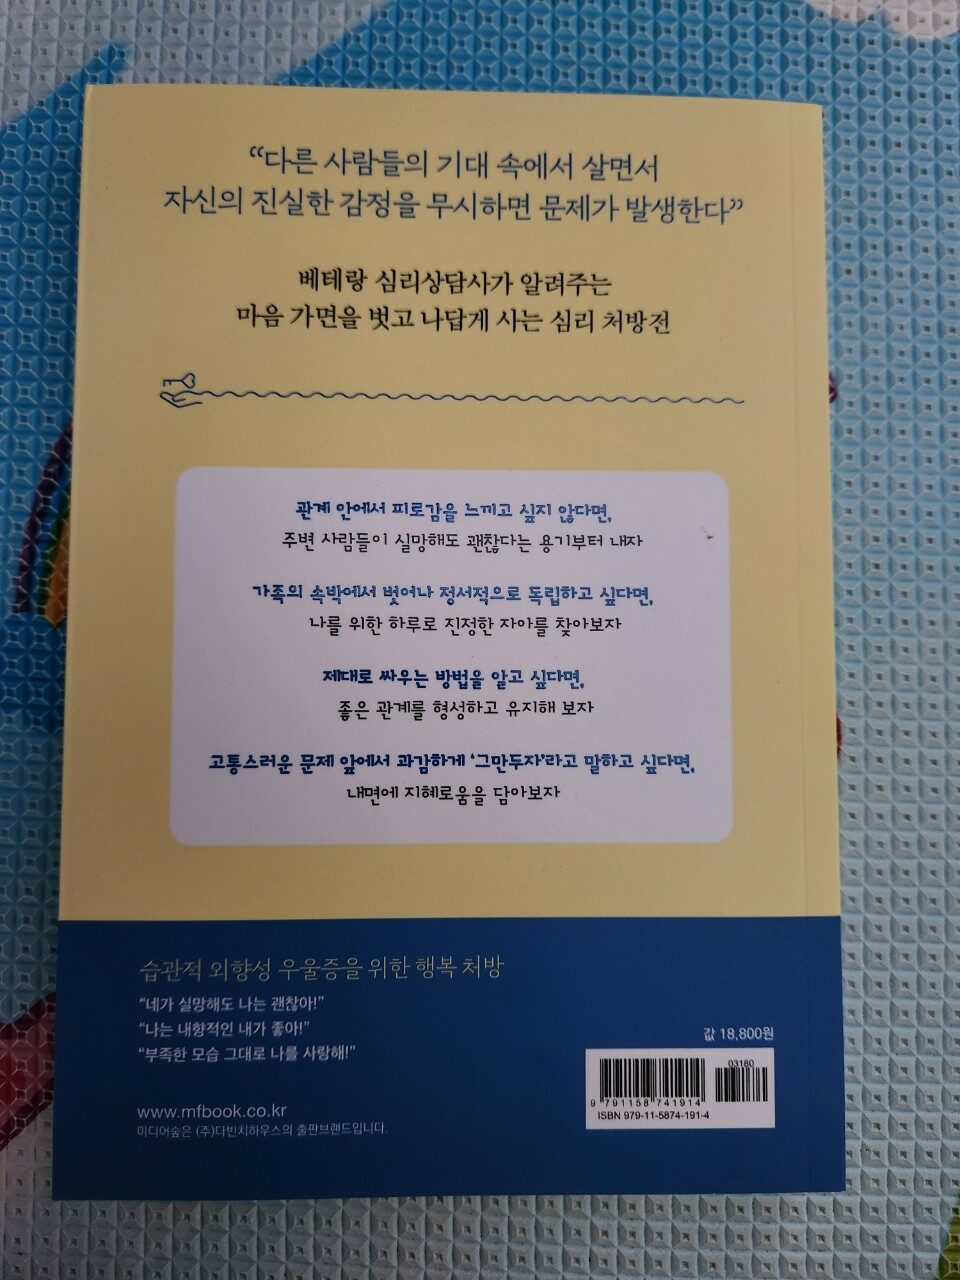 “다른 사람들의 기대 속에서 살면서
자신의 진실한 감정을 무시하면 문제가 발생한다”
베테랑 심리상담사가 알려주는
마음 가면을 벗고 나답게 사는 심리 처방전
관계 안에서 피로감을 느끼고 싶지 않다면,
주변 사람들이 실망해도 괜찮다는 용기부터 내자
가족의 속박에서 벗어나 정서적으로 독립하고 싶다면,
나를 위한 하루로 진정한 자아를 찾아보자
제대로 싸우는 방법을 알고 싶다면,
좋은 관계를 형성하고 유지해 보자
고통스러운 문제 앞에서 과감하게 ‘그만두자’라고 말하고 싶다면,
내면에 지혜로움을 담아보자
습관적 외향성 우울증을 위한 행복 처방
“네가 실망해도 나는 괜찮아!”
“나는 내향적인 내가 좋아!”
“부족한 모습 그대로 나를 사랑해!”
www.mfbook.co.kr
미디어숲은 (주)다빈치하우스의 출판브랜드입니다.
값 18,800원
03180
9 791158 741914
ISBN 979-11-5874-191-4